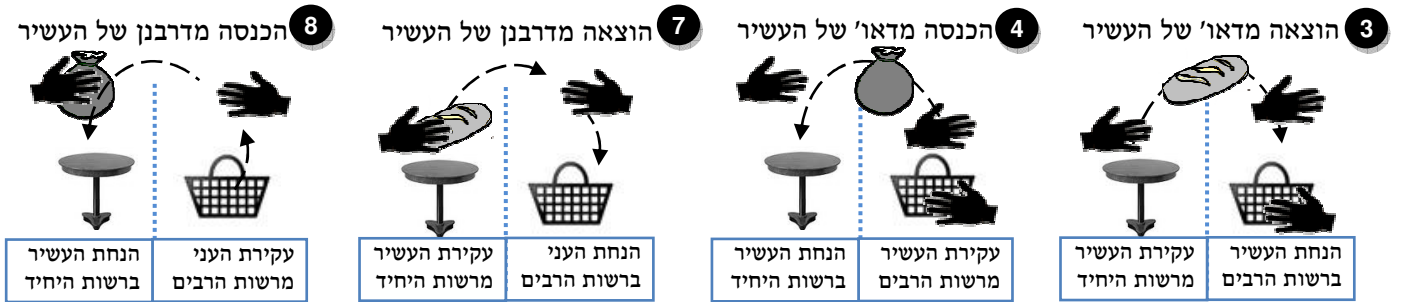 3 הוצאה מדאו' של העשיר
הנחת העשיר
ברשות הרבים
עקירת העשיר
מרשות היחיד
4 הכנסה מדאו' של העשיר
עקירת העשיר
מרשות הרבים
הנחת העשיר
ברשות היחיד
7 הוצאה מדרבנן של העשיר
הנחת העני
ברשות הרבים
עקירת העשיר
מרשות היחיד
8 הכנסה מדרבנן של העשיר
עקירת העני
מרשות הרבים
הנחת העשיר
ברשות היחיד